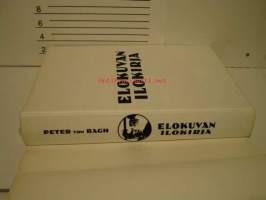 8
6
4
2
ELOKUVAN
ILOKIRJA
PETER von BAGH
ELOKUVAN
ILOKIRJA